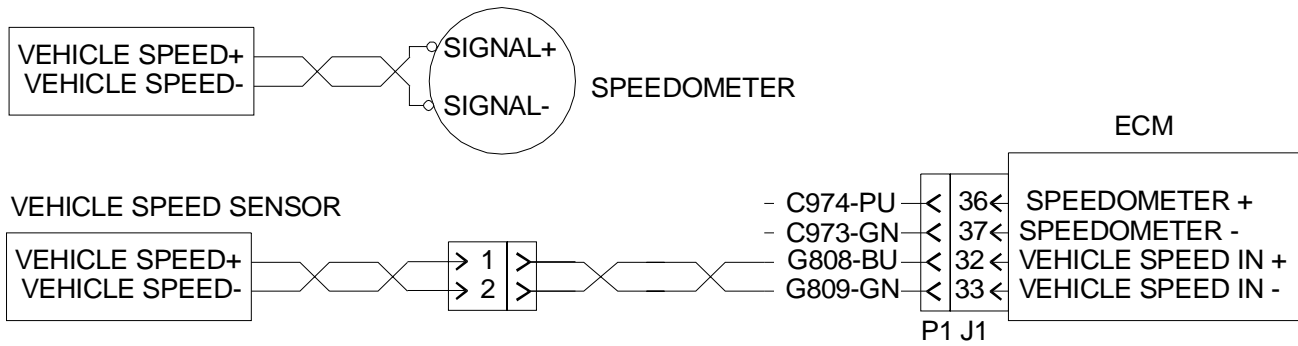 VEHICLE SPEED+
VEHICLE SPEED-
SIGNAL+
SIGNAL-
SPEEDOMETER
ECM
VEHICLE SPEED SENSOR
VEHICLE SPEED+
VEHICLE SPEED-
1
2
C974-PU 36 SPEEDOMETER +
C973-GN 37 SPEEDOMETER -
G808-BU 32 VEHICLE SPEED IN +
G809-GN 33 VEHICLE SPEED IN -
P1 J1